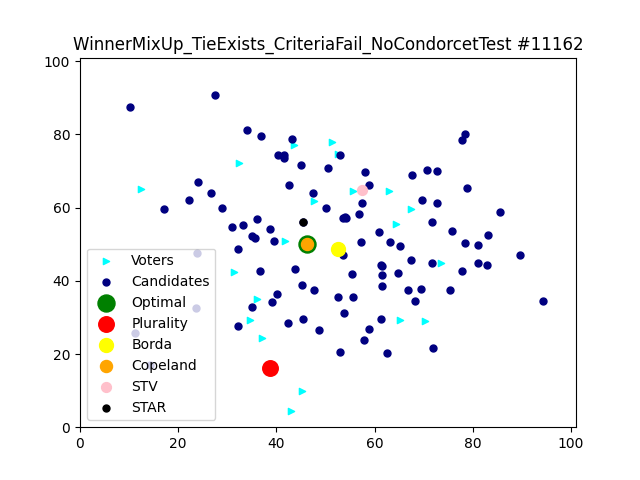 WinnerMixUp_TieExists_CriteriaFail_NoCondorcetTest #11162
100
80
60
40
20
0
Voters
Candidates
Optimal
Plurality
Borda
Copeland
STV
STAR
0 20 40 60 80 100